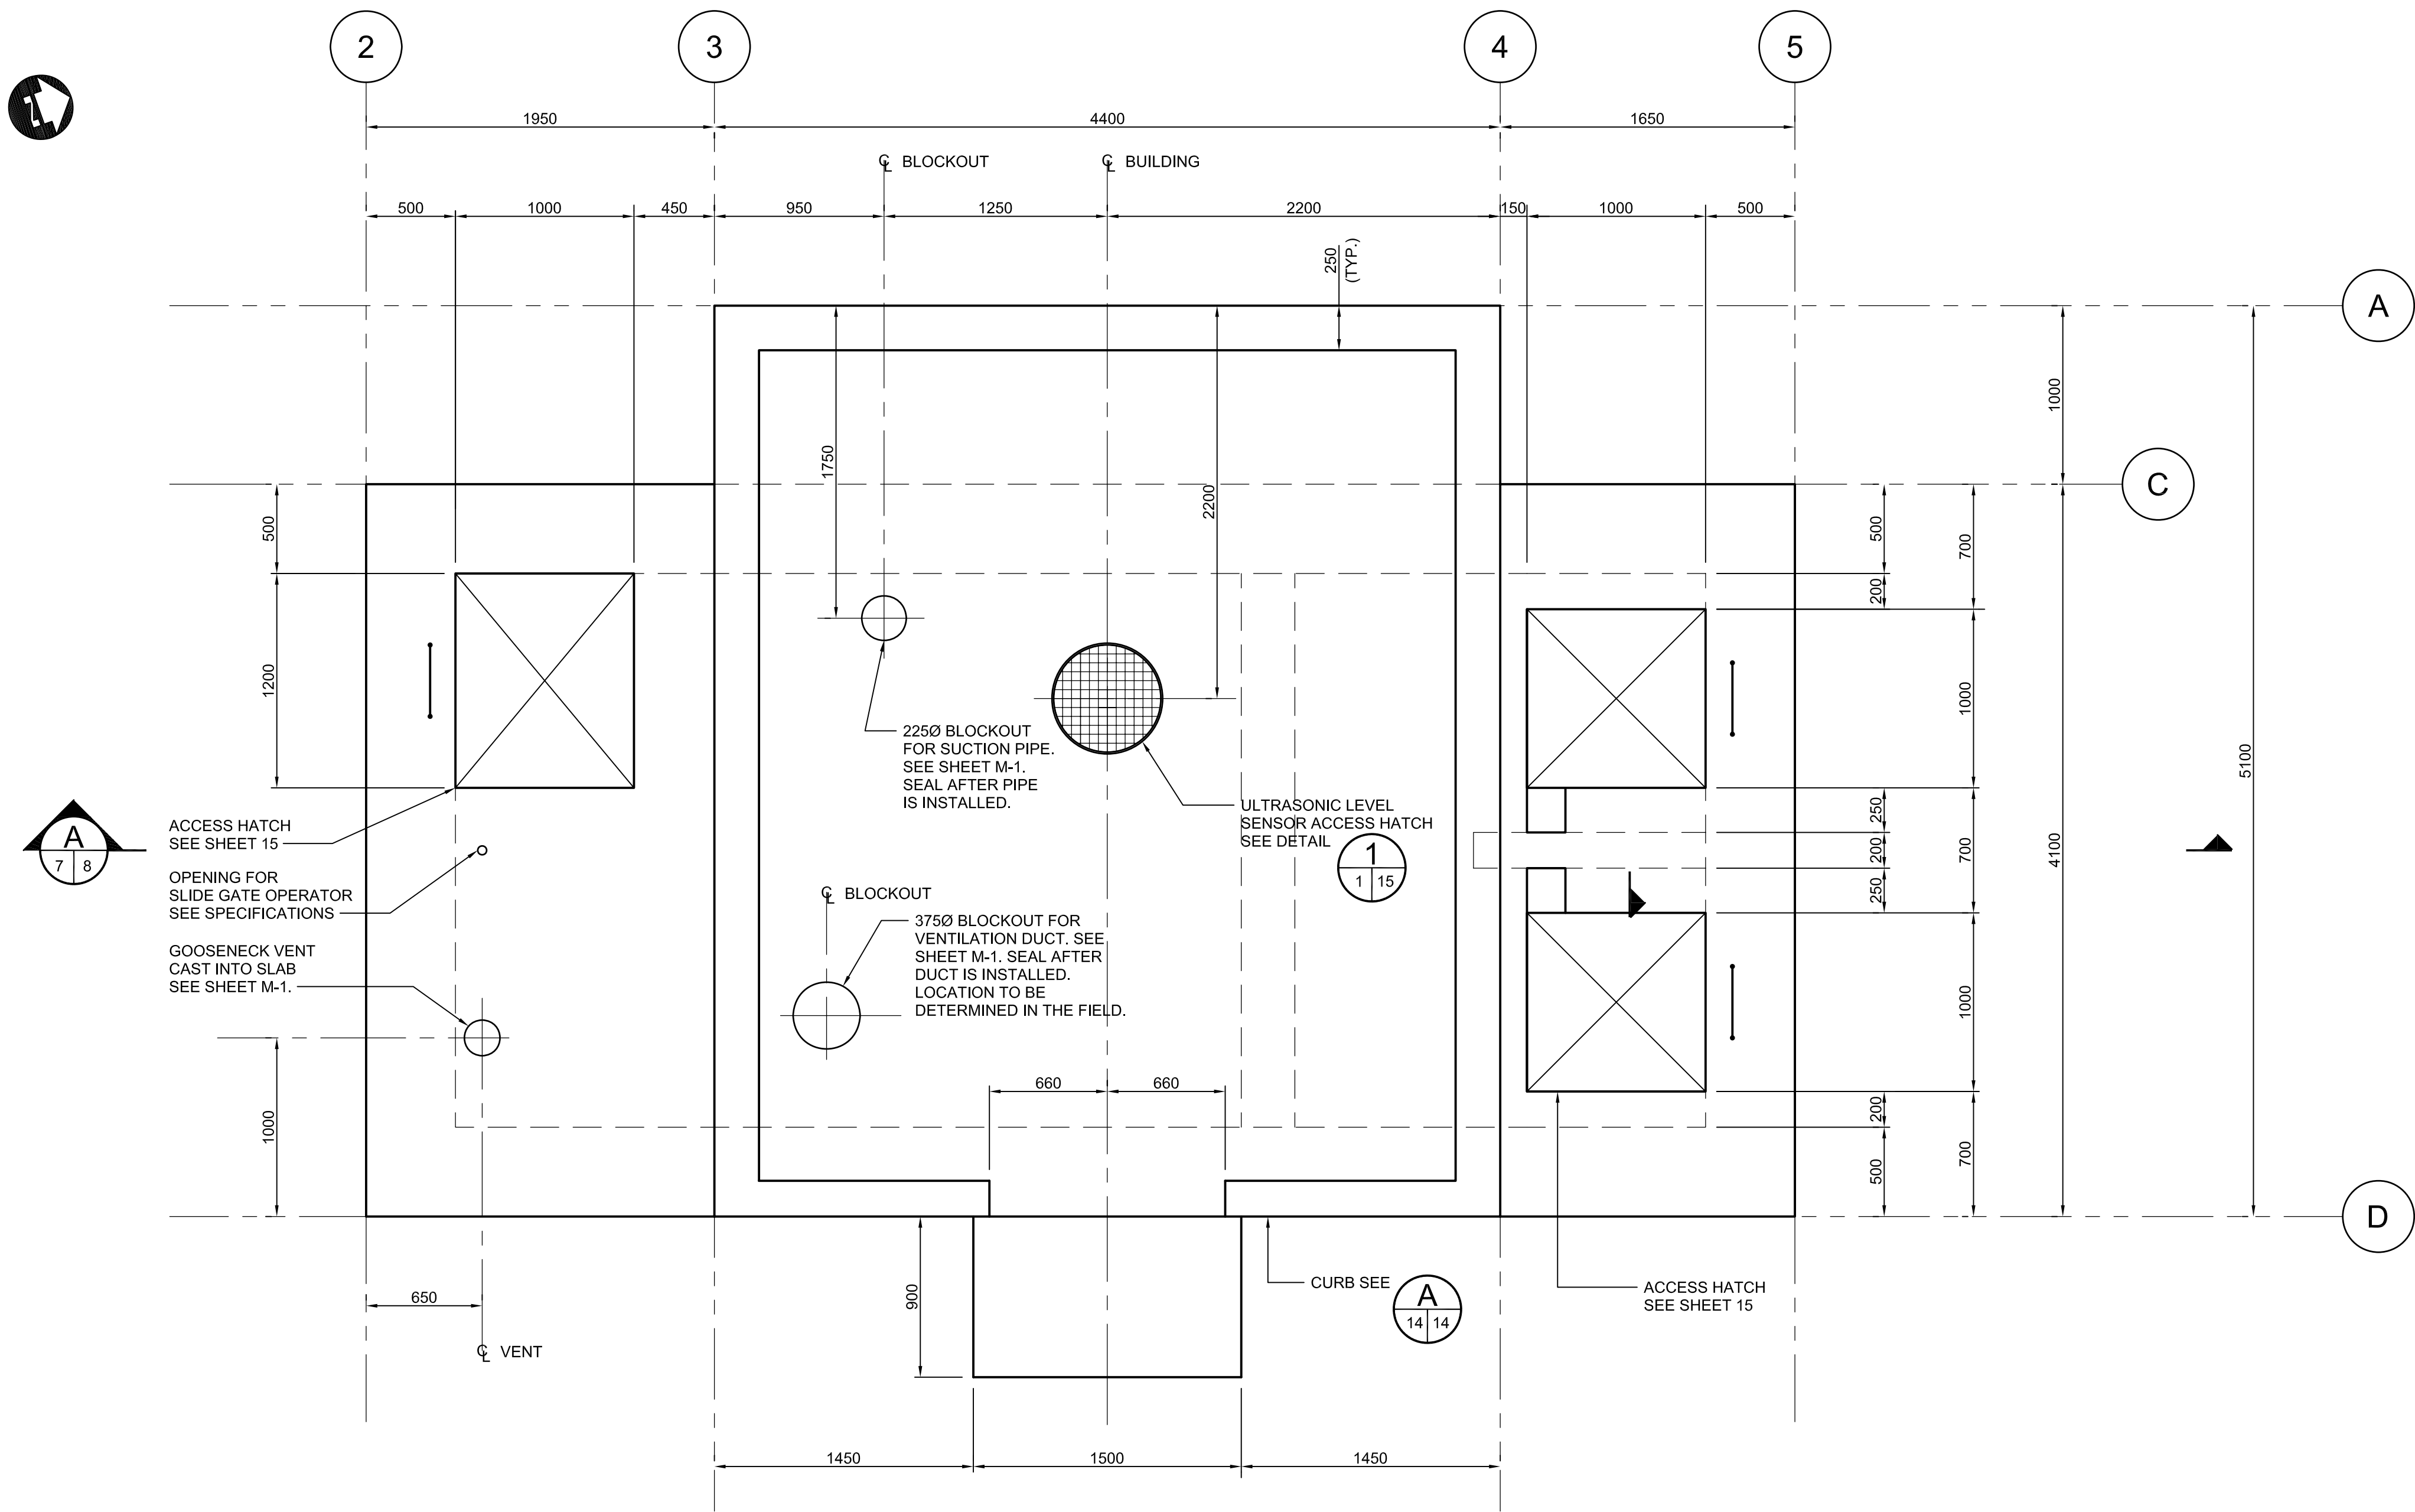 2
3
4
5
N
1950
4400
1650
℄ BLOCKOUT
℄ BUILDING
500
1000
450
950
1250
2200
150
1000
500
250
(TYP.)
A
1000
1750
2200
C
500
500
700
200
1200
1000
5100
225Ø BLOCKOUT
FOR SUCTION PIPE.
SEE SHEET M-1.
SEAL AFTER PIPE
IS INSTALLED.
ULTRASONIC LEVEL
SENSOR ACCESS HATCH
SEE DETAIL
1
1 15
250
200
250
700
4100
A
7 8
ACCESS HATCH
SEE SHEET 15
OPENING FOR
SLIDE GATE OPERATOR
SEE SPECIFICATIONS
GOOSENECK VENT
CAST INTO SLAB
SEE SHEET M-1.
℄ BLOCKOUT
375Ø BLOCKOUT FOR
VENTILATION DUCT. SEE
SHEET M-1. SEAL AFTER
DUCT IS INSTALLED.
LOCATION TO BE
DETERMINED IN THE FIELD.
1000
660
660
1000
200
500
700
D
650
900
CURB SEE
A
14 14
ACCESS HATCH
SEE SHEET 15
℄ VENT
1450
1500
1450